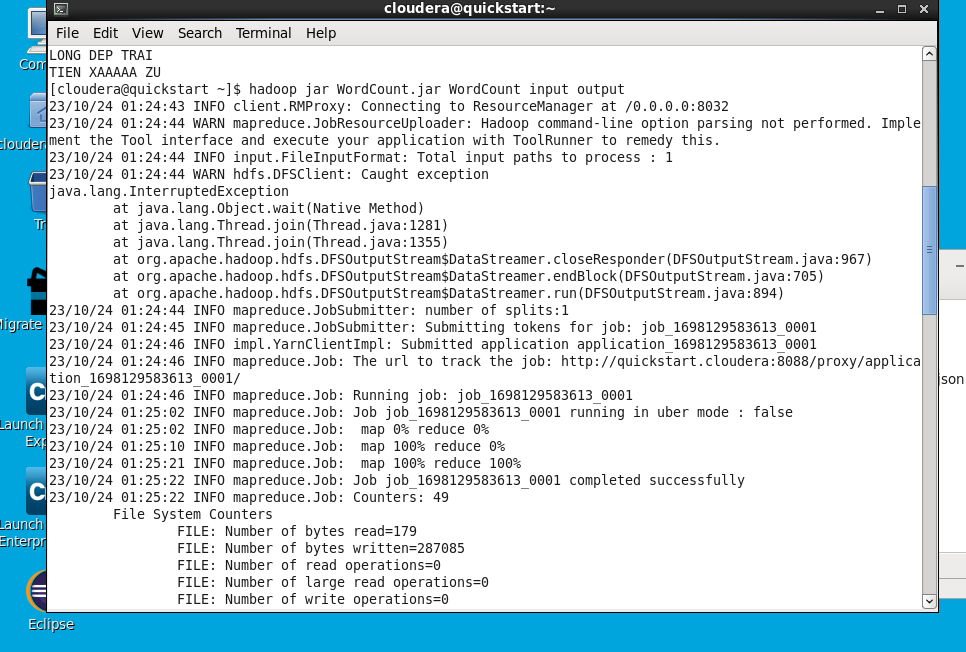 cloudera@quickstart:~
File Edit View Search Terminal Help
LONG DEP TRAI
TIEN XAAAAA ZU
[cloudera@quickstart ~]$ hadoop jar WordCount.jar WordCount input output
23/10/24 01:24:43 INFO client.RMProxy: Connecting to ResourceManager at /0.0.0.0:8032
23/10/24 01:24:44 WARN mapreduce.JobResourceUploader: Hadoop command-line option parsing not performed. Imple
ment the Tool interface and execute your application with ToolRunner to remedy this.
23/10/24 01:24:44 INFO input.FileInputFormat: Total input paths to process : 1
23/10/24 01:24:44 WARN hdfs.DFSClient: Caught exception
java.lang.InterruptedException
        at java.lang.Object.wait(Native Method)
        at java.lang.Thread.join(Thread.java:1281)
        at java.lang.Thread.join(Thread.java:1355)
        at org.apache.hadoop.hdfs.DFSOutputStream$DataStreamer.closeResponder(DFSOutputStream.java:967)
        at org.apache.hadoop.hdfs.DFSOutputStream$DataStreamer.endBlock(DFSOutputStream.java:705)
        at org.apache.hadoop.hdfs.DFSOutputStream$DataStreamer.run(DFSOutputStream.java:894)
23/10/24 01:24:44 INFO mapreduce.JobSubmitter: number of splits:1
23/10/24 01:24:45 INFO mapreduce.JobSubmitter: Submitting tokens for job: job_1698129583613_0001
23/10/24 01:24:46 INFO impl.YarnClientImpl: Submitted application application_1698129583613_0001
23/10/24 01:24:46 INFO mapreduce.Job: The url to track the job: http://quickstart.cloudera:8088/proxy/applica
tion_1698129583613_0001/
23/10/24 01:24:46 INFO mapreduce.Job: Running job: job_1698129583613_0001
23/10/24 01:25:02 INFO mapreduce.Job: Job job_1698129583613_0001 running in uber mode : false
23/10/24 01:25:02 INFO mapreduce.Job:  map 0% reduce 0%
23/10/24 01:25:10 INFO mapreduce.Job:  map 100% reduce 0%
23/10/24 01:25:21 INFO mapreduce.Job:  map 100% reduce 100%
23/10/24 01:25:22 INFO mapreduce.Job: Job job_1698129583613_0001 completed successfully
23/10/24 01:25:22 INFO mapreduce.Job: Counters: 49
        File System Counters
                FILE: Number of bytes read=179
                FILE: Number of bytes written=287085
                FILE: Number of read operations=0
                FILE: Number of large read operations=0
                FILE: Number of write operations=0
Com
clouder
Tr
Migrate
Launch
Exp
Launch
Enterpr
Eclipse
json